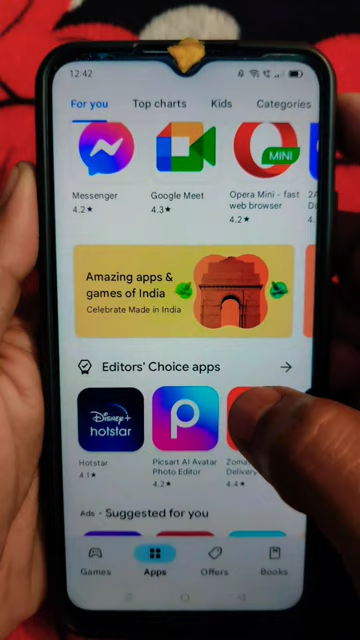 12:42
For you Top charts Kids Categories
MINI
Messenger Google Meet Opera Mini - fast
web browser
4.2★ 4.3★ 4.2★ 4.
Amazing apps &
games of India
Celebrate Made in India
Editors' Choice apps
Disney+
hotstar
Hotstar Picsart AI Avatar
Photo Editor
Delivery
4.1★ 4.2★ 4.4★
Ads · Suggested for you
Games Apps Offers Books